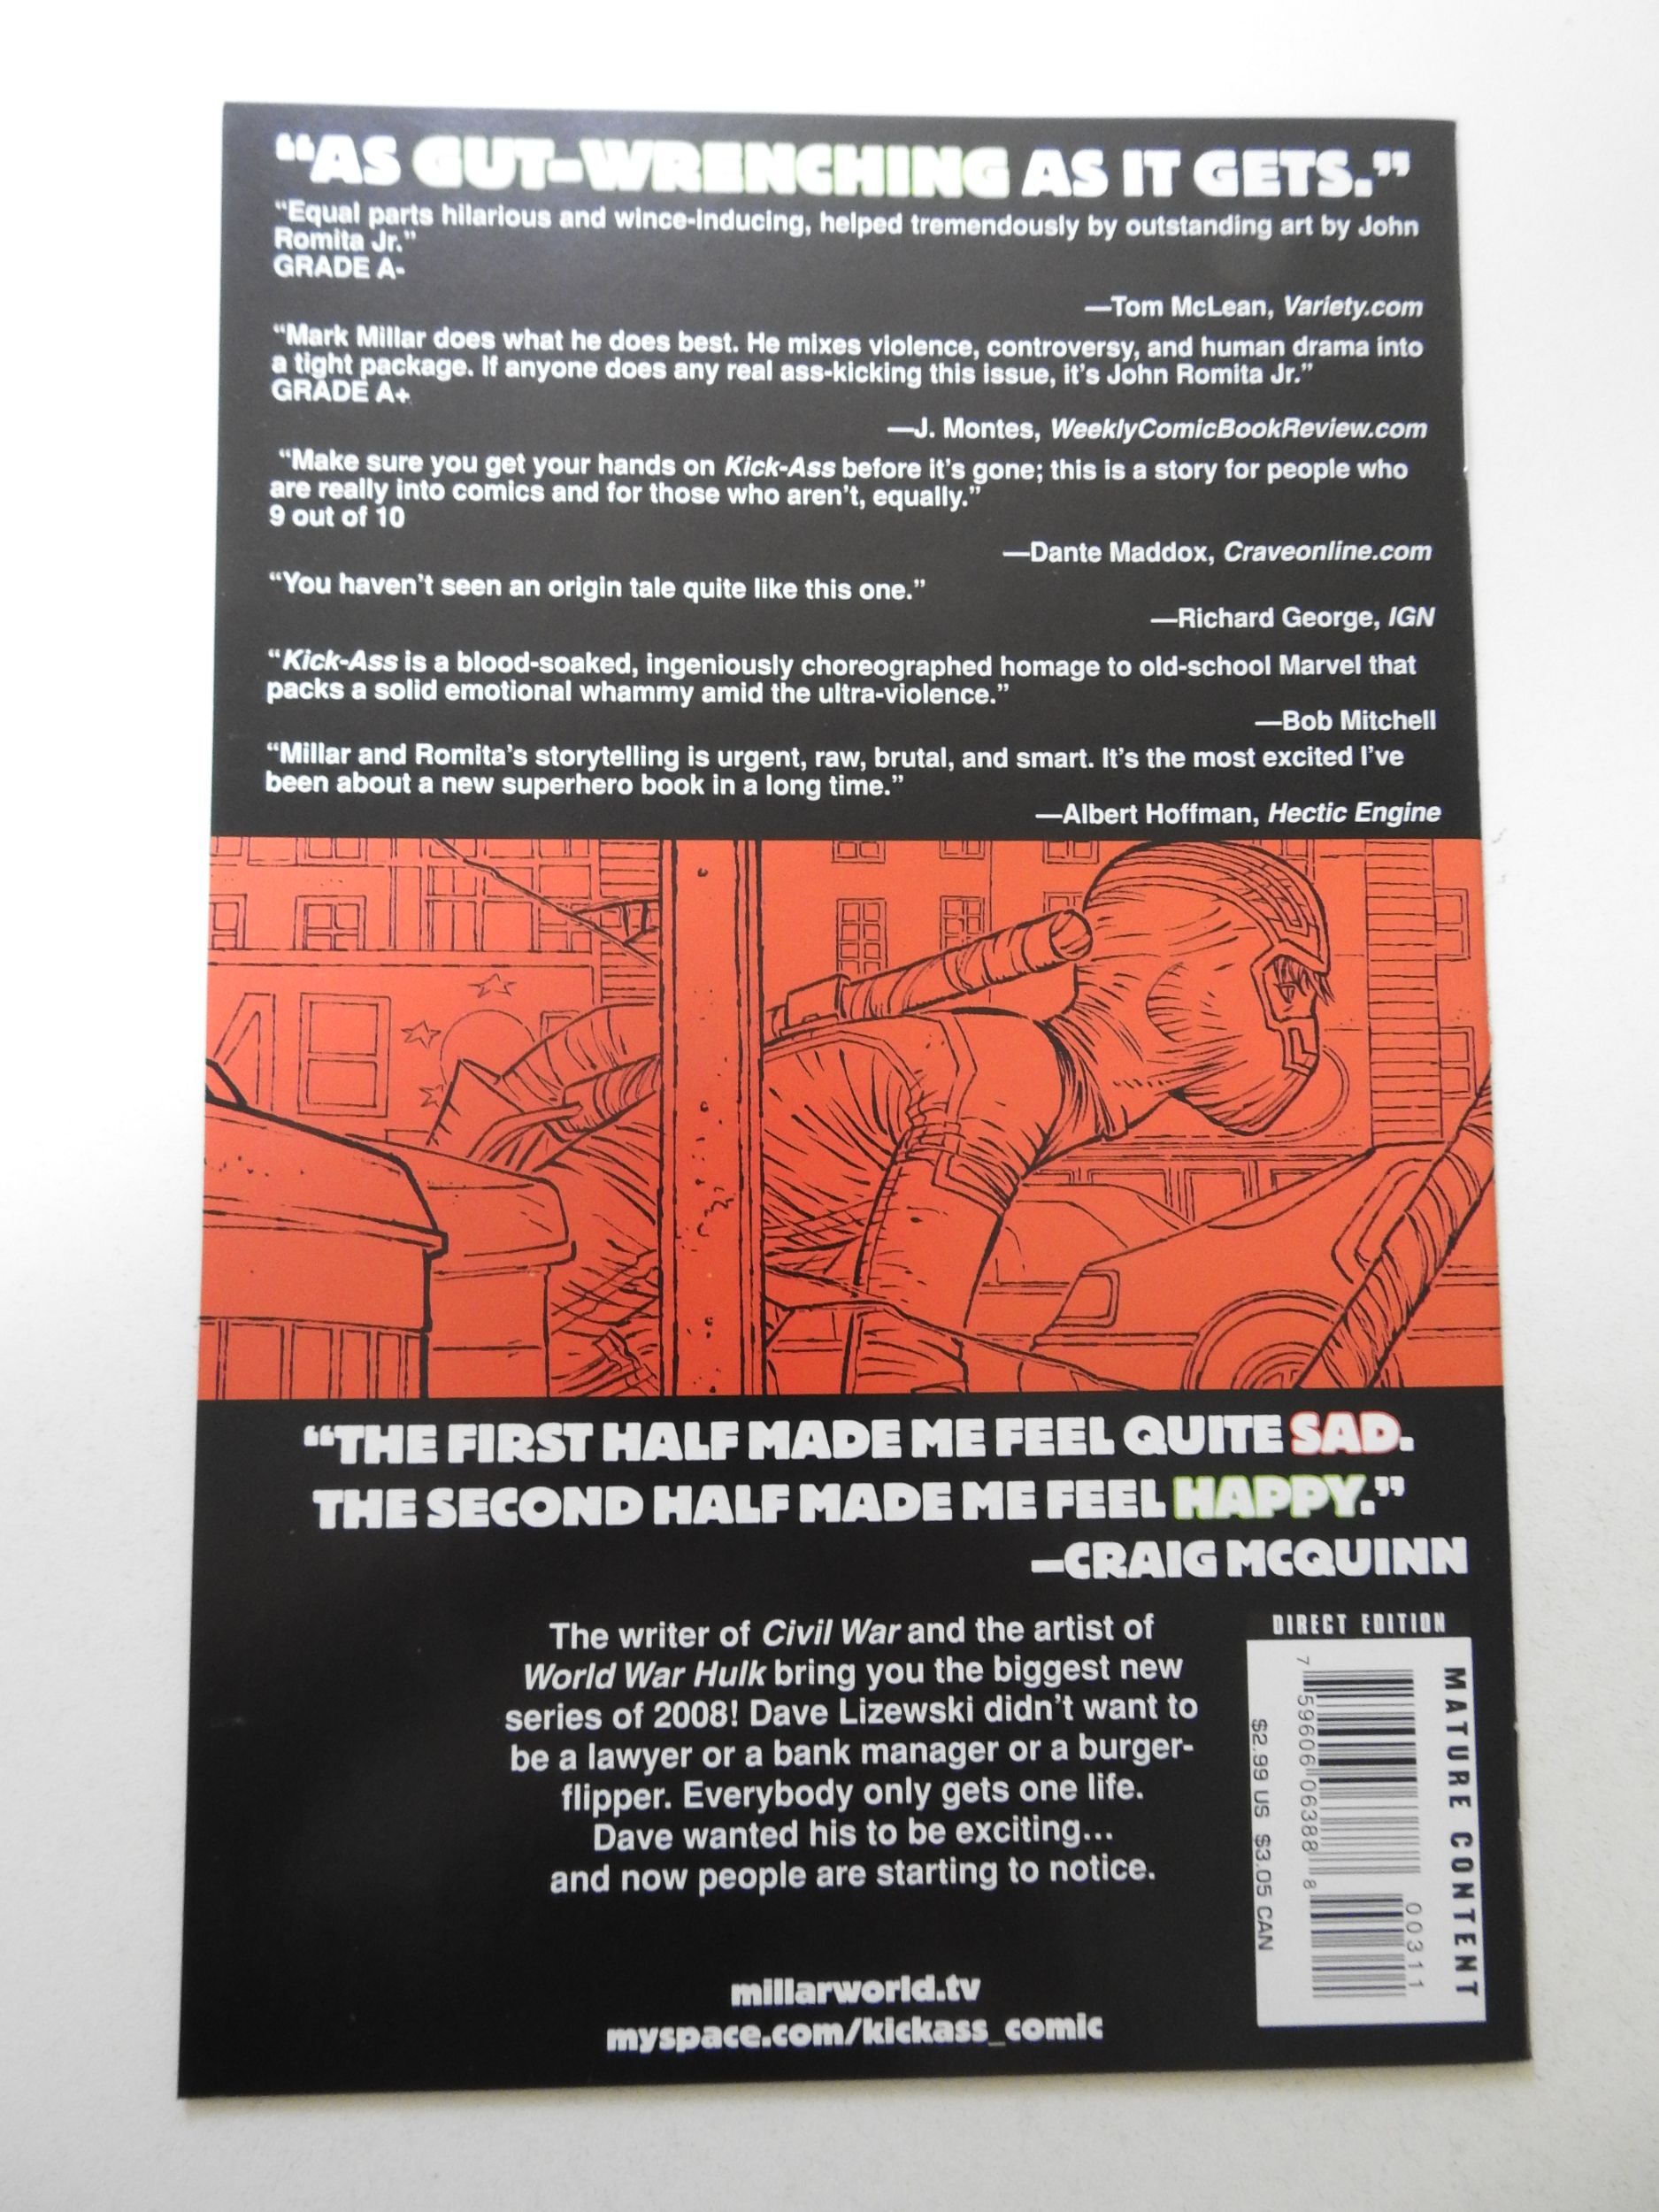 “AS GUT-WRENCHING AS IT GETS.”
“Equal parts hilarious and wince-inducing, helped tremendously by outstanding art by John
Romita Jr.”
GRADE A-
—Tom McLean, Variety.com
“Mark Millar does what he does best. He mixes violence, controversy, and human drama into
a tight package. If anyone does any real ass-kicking this issue, it’s John Romita Jr.”
GRADE A+
—J. Montes, WeeklyComicBookReview.com
“Make sure you get your hands on Kick-Ass before it’s gone; this is a story for people who
are really into comics and for those who aren’t, equally.”
9 out of 10
—Dante Maddox, Craveonline.com
“You haven’t seen an origin tale quite like this one.”
—Richard George, IGN
“Kick-Ass is a blood-soaked, ingeniously choreographed homage to old-school Marvel that
packs a solid emotional whammy amid the ultra-violence.”
—Bob Mitchell
“Millar and Romita’s storytelling is urgent, raw, brutal, and smart. It’s the most excited I’ve
been about a new superhero book in a long time.”
—Albert Hoffman, Hectic Engine
“THE FIRST HALF MADE ME FEEL QUITE SAD.
THE SECOND HALF MADE ME FEEL HAPPY.”
—CRAIG MCQUINN
The writer of Civil War and the artist of
World War Hulk bring you the biggest new
series of 2008! Dave Lizewski didn’t want to
be a lawyer or a bank manager or a burger-
flipper. Everybody only gets one life.
Dave wanted his to be exciting...
and now people are starting to notice.
millarworld.tv
myspace.com/kickass_comic
DIRECT EDITION
MATURE CONTENT
00311
7 59606 06388 8
$2.99 US $3.05 CAN